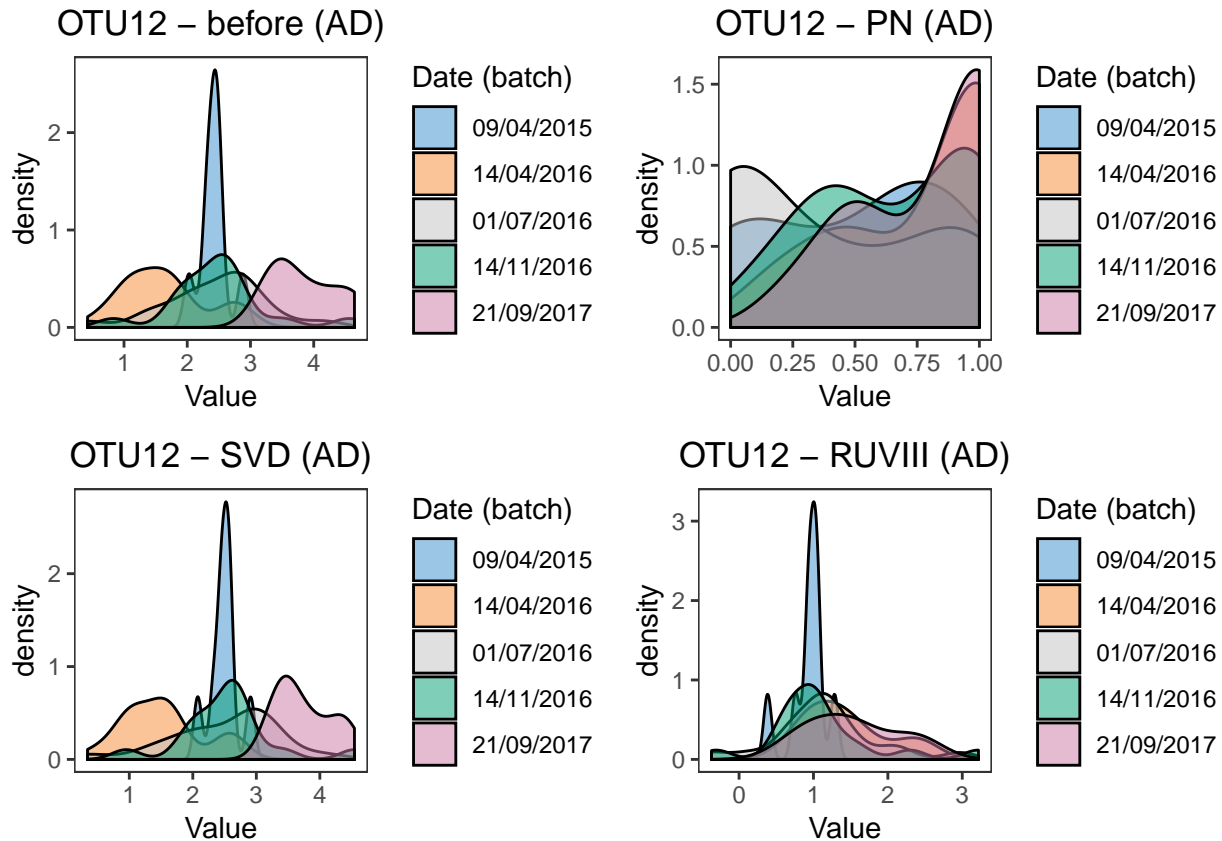 OTU12 – before (AD)
density
0
1
2
1 2 3 4
Value
Date (batch)
09/04/2015
14/04/2016
01/07/2016
14/11/2016
21/09/2017
OTU12 – PN (AD)
density
0.0
0.5
1.0
1.5
0.00 0.25 0.50 0.75 1.00
Value
Date (batch)
09/04/2015
14/04/2016
01/07/2016
14/11/2016
21/09/2017
OTU12 – SVD (AD)
density
0
1
2
1 2 3 4
Value
Date (batch)
09/04/2015
14/04/2016
01/07/2016
14/11/2016
21/09/2017
OTU12 – RUVIII (AD)
density
0
1
2
3
0 1 2 3
Value
Date (batch)
09/04/2015
14/04/2016
01/07/2016
14/11/2016
21/09/2017